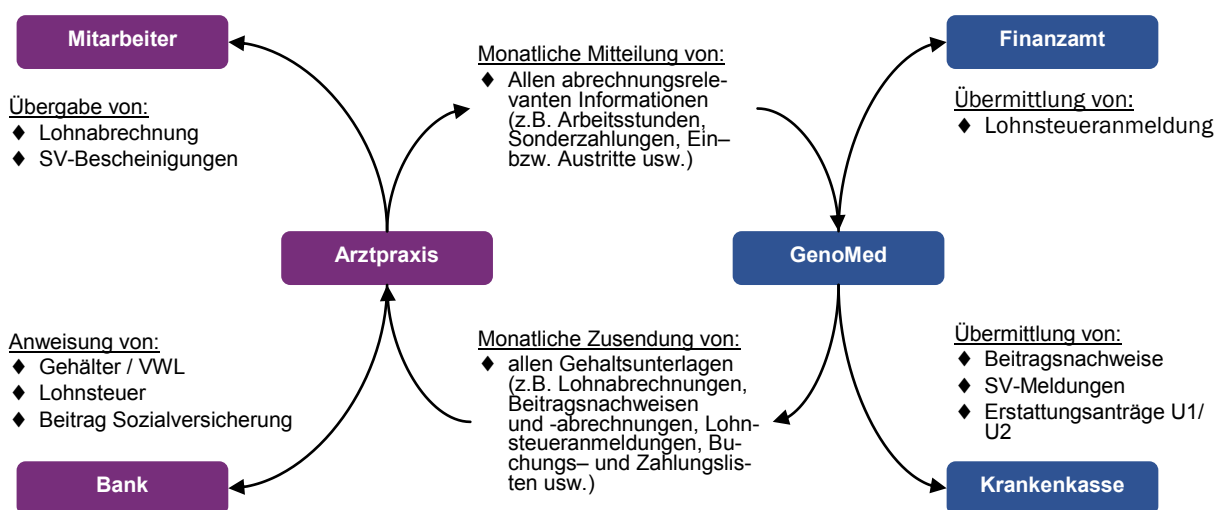 Mitarbeiter
Übergabe von:
♦ Lohnabrechnung
♦ SV-Bescheinigungen
Monatliche Mitteilung von:
♦ Allen abrechnungsrele-
vanten Informationen
(z.B. Arbeitsstunden,
Sonderzahlungen, Ein–
bzw. Austritte usw.)
Finanzamt
Übermittlung von:
♦ Lohnsteueranmeldung
Arztpraxis
GenoMed
Anweisung von:
♦ Gehälter / VWL
♦ Lohnsteuer
♦ Beitrag Sozialversicherung
Bank
Monatliche Zusendung von:
♦ allen Gehaltsunterlagen
(z.B. Lohnabrechnungen,
Beitragsnachweisen
und -abrechnungen, Lohn-
steueranmeldungen, Bu-
chungs– und Zahlungslis-
ten usw.)
Übermittlung von:
♦ Beitragsnachweise
♦ SV-Meldungen
♦ Erstattungsanträge U1/
U2
Krankenkasse